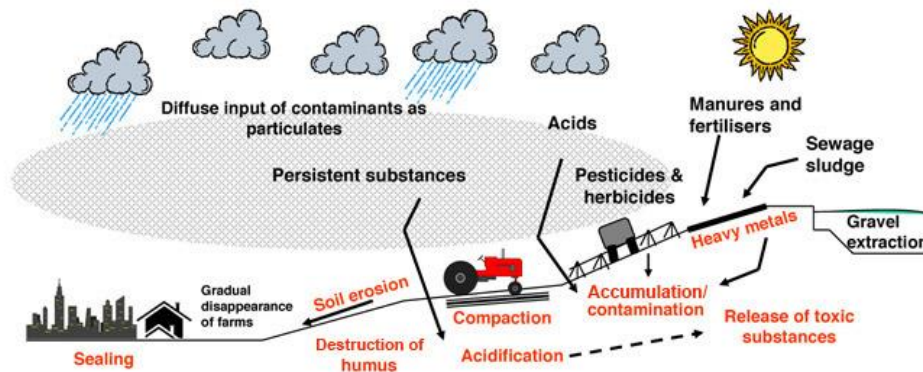 Diffuse input of contaminants as
particulates
Acids
Manures and
fertilisers
Sewage
sludge
Persistent substances
Pesticides &
herbicides
Heavy metals
Gravel
extraction
Gradual
disappearance
of farms
Soil erosion
Compaction
Accumulation/
contamination
Release of toxic
substances
Sealing
Destruction of
humus
Acidification